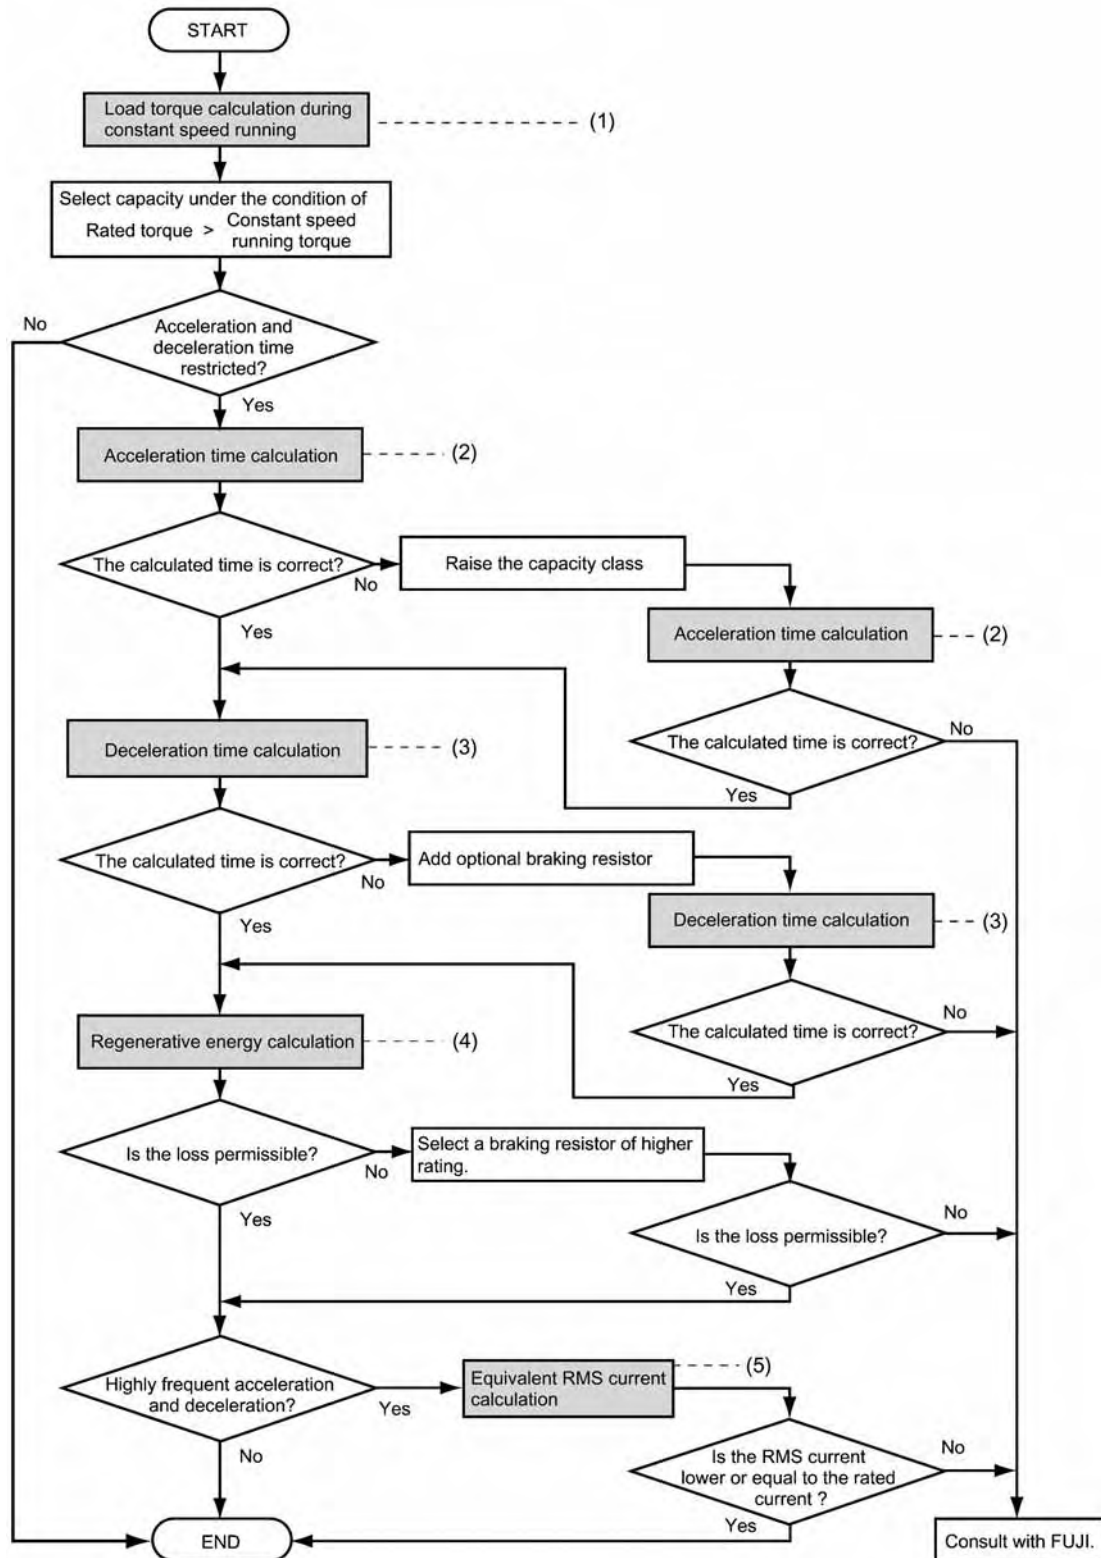 START
Load torque calculation during
constant speed running
(1)
Select capacity under the condition of
Rated torque > Constant speed
running torque
No
Acceleration and
deceleration time
restricted?
Yes
Acceleration time calculation
(2)
The calculated time is correct?
No
Raise the capacity class
Yes
Acceleration time calculation
(2)
Deceleration time calculation
(3)
The calculated time is correct?
No
Yes
The calculated time is correct?
No
Add optional braking resistor
Yes
Deceleration time calculation
(3)
Regenerative energy calculation
(4)
The calculated time is correct?
No
Yes
Is the loss permissible?
No
Select a braking resistor of higher
rating.
Yes
Is the loss permissible?
No
Yes
Highly frequent acceleration
and deceleration?
Yes
Equivalent RMS current
calculation
(5)
No
Is the RMS current
lower or equal to the rated
current ?
No
Yes
END
Consult with FUJI.